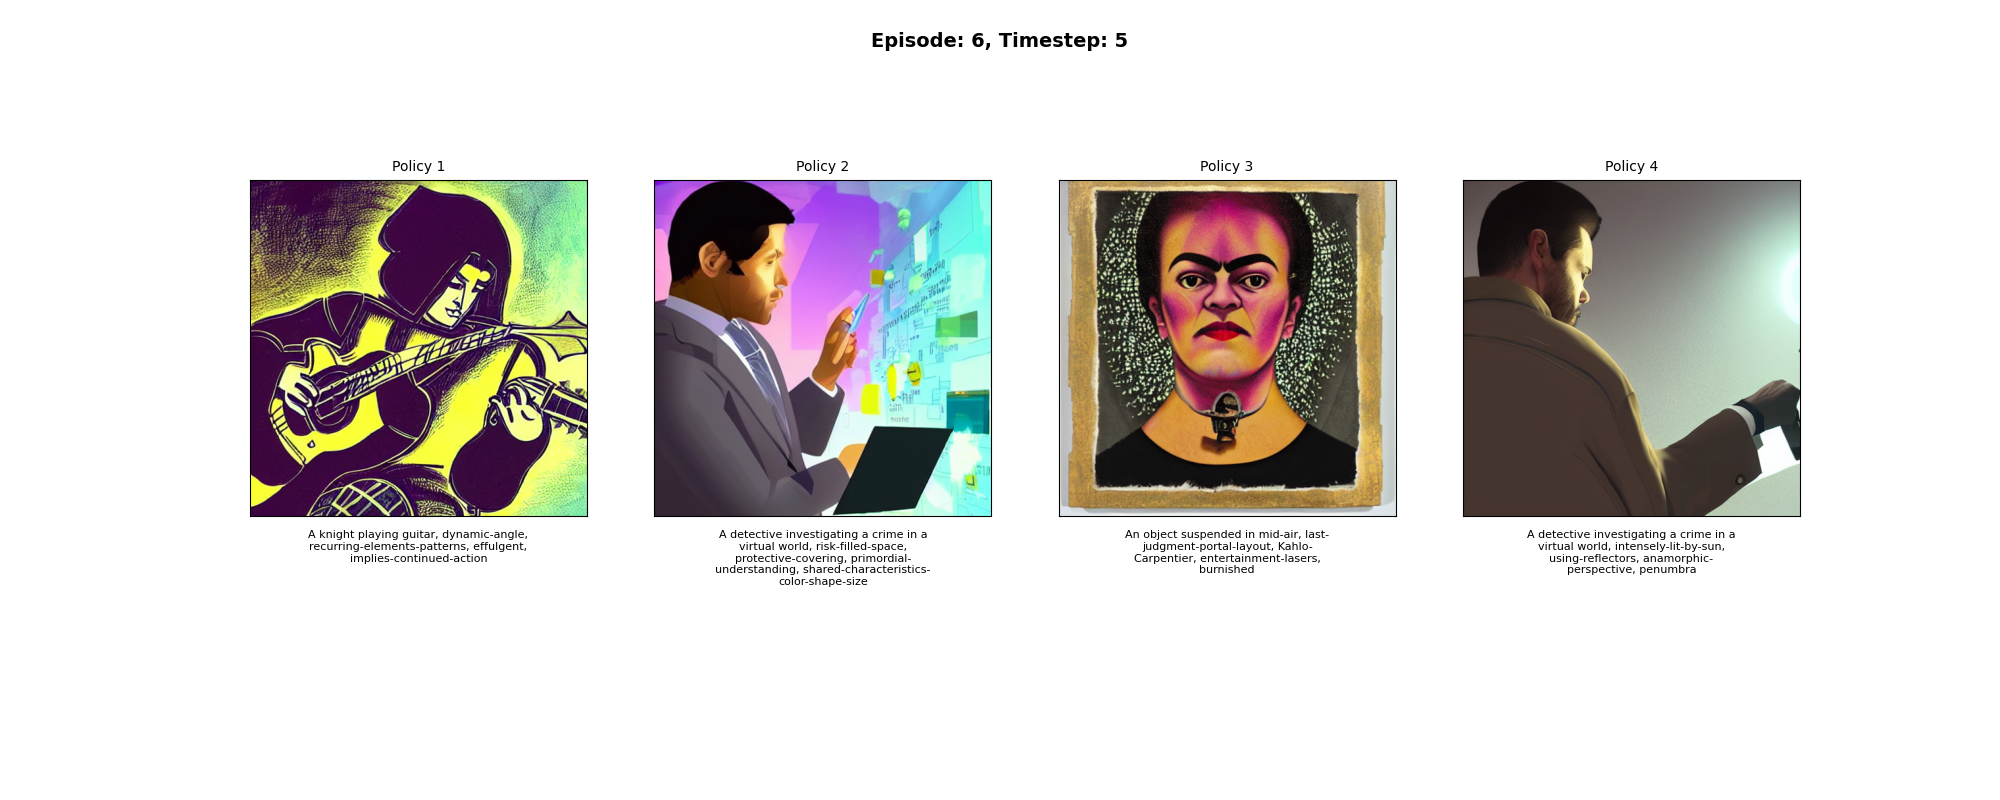 Episode: 6, Timestep: 5
Policy 1
A knight playing guitar, dynamic-angle,
recurring-elements-patterns, effulgent,
implies-continued-action
Policy 2
A detective investigating a crime in a
virtual world, risk-filled-space,
protective-covering, primordial-
understanding, shared-characteristics-
color-shape-size
Policy 3
An object suspended in mid-air, last-
judgment-portal-layout, Kahlo-
Carpentier, entertainment-lasers,
burnished
Policy 4
A detective investigating a crime in a
virtual world, intensely-lit-by-sun,
using-reflectors, anamorphic-
perspective, penumbra